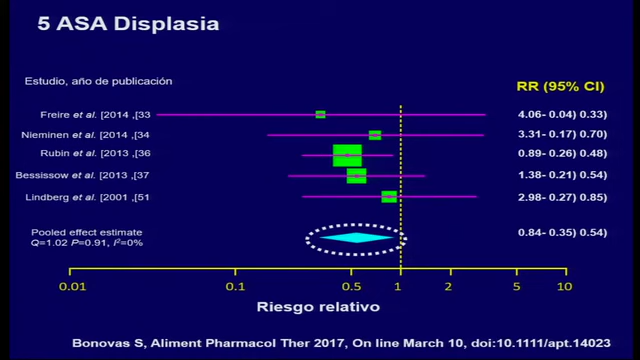 5 ASA Displasia
Estudio, año de publicación
RR (95% CI)
Freire et al. [2014 ,[33
4.06- 0.04) 0.33)
Nieminen et al. [2014 ,[34
3.31- 0.17) 0.70)
Rubin et al. [2013 ,[36
0.89- 0.26) 0.48)
Bessissow et al. [2013 ,[37
1.38- 0.21) 0.54)
Lindberg et al. [2001 ,[51
2.98- 0.27) 0.85)
Pooled effect estimate
0.84- 0.35) 0.54)
Q=1.02 P=0.91, I²=0%
0.01 0.1 0.5 1 2 5 10
Riesgo relativo
Bonovas S, Aliment Pharmacol Ther 2017, On line March 10, doi:10.1111/apt.14023)